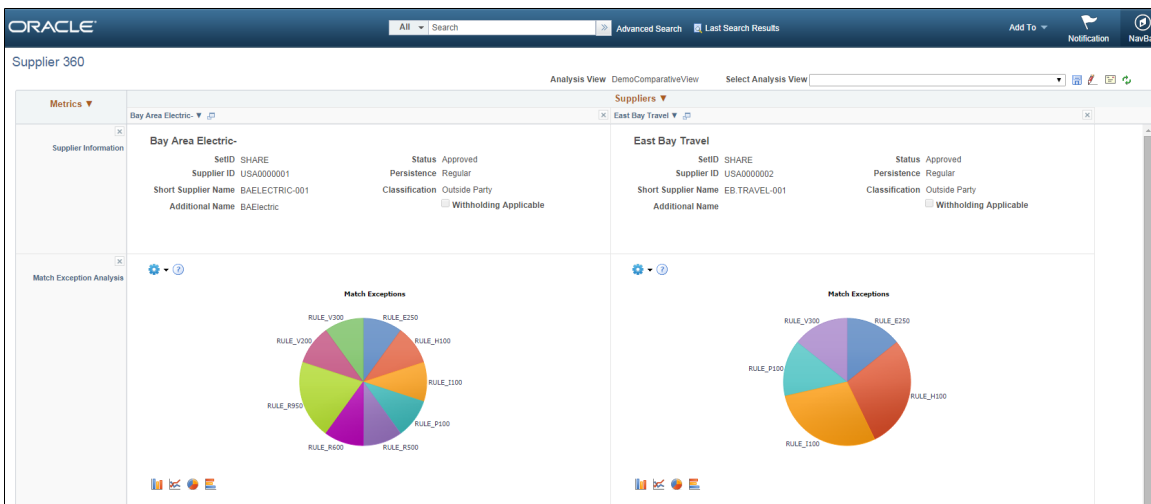 ORACLE
All Search Advanced Search Last Search Results Add To Notification NavBa
Supplier 360
Analysis View DemoComparativeView Select Analysis View
Metrics Suppliers
Bay Area Electric- East Bay Travel
Supplier Information
Bay Area Electric-
SetID SHARE Status Approved
Supplier ID USA0000001 Persistence Regular
Short Supplier Name BAELECTRIC-001 Classification Outside Party
Additional Name BAElectric Withholding Applicable
East Bay Travel
SetID SHARE Status Approved
Supplier ID USA0000002 Persistence Regular
Short Supplier Name EB.TRAVEL-001 Classification Outside Party
Additional Name Withholding Applicable
Match Exception Analysis
Match Exceptions
RULE_V300 RULE_E250
RULE_V200 RULE_H100
RULE_I100
RULE_R950
RULE_P100
RULE_R600 RULE_R500
Match Exceptions
RULE_V300 RULE_E250
RULE_P100
RULE_H100
RULE_I100